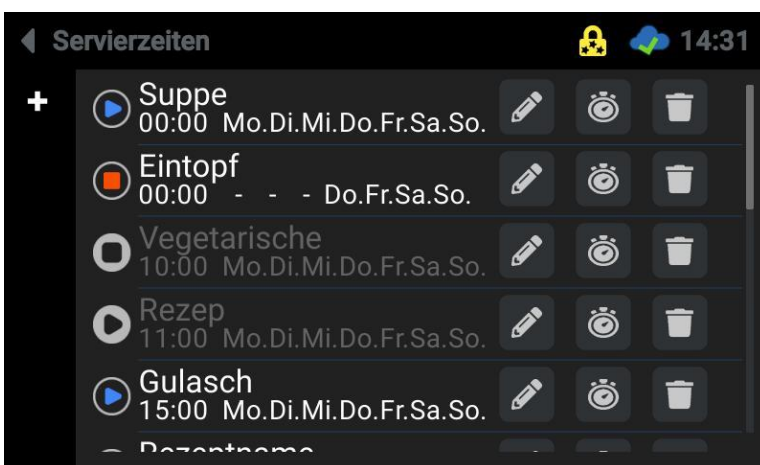 Servierzeiten 14:31
+
Suppe
00:00 Mo.Di.Mi.Do.Fr.Sa.So.
Eintopf
00:00 - - - Do.Fr.Sa.So.
Vegetarische
10:00 Mo.Di.Mi.Do.Fr.Sa.So.
Rezep
11:00 Mo.Di.Mi.Do.Fr.Sa.So.
Gulasch
15:00 Mo.Di.Mi.Do.Fr.Sa.So.
Rezeptname